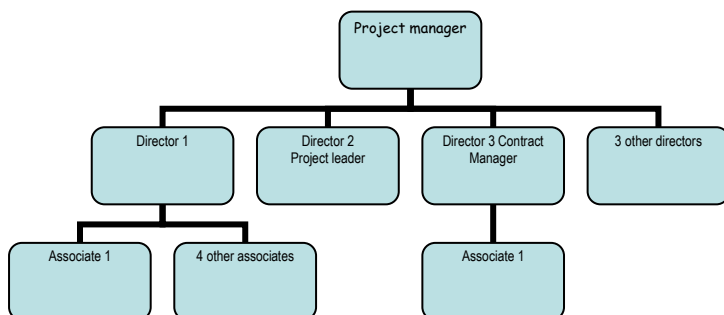 Project manager
Director 1
Director 2
Project leader
Director 3 Contract
Manager
3 other directors
Associate 1
4 other associates
Associate 1